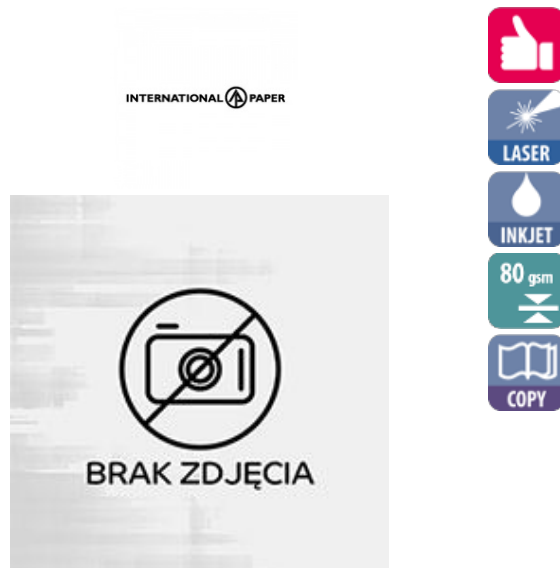 INTERNATIONAL PAPER
LASER
INKJET
80 gsm
COPY
BRAK ZDJĘCIA